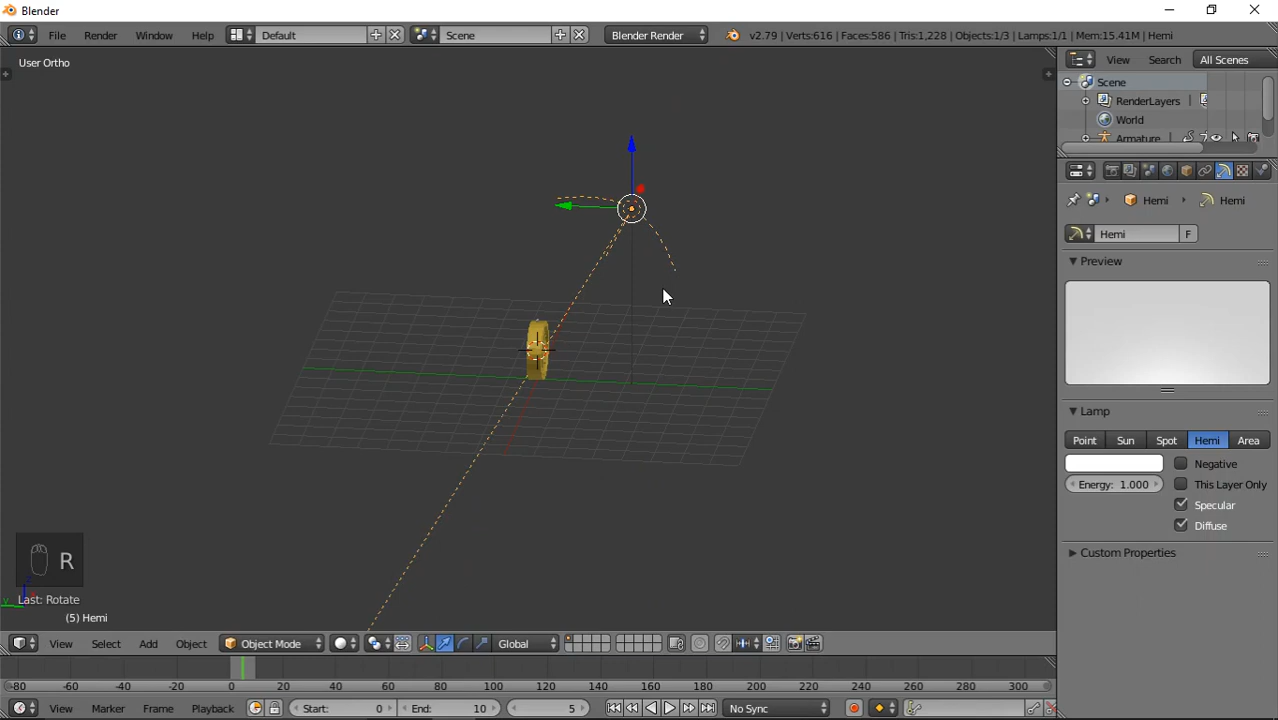 Blender
File Render Window Help Default Scene Blender Render v2.79 | Verts:616 | Faces:586 | Tris:1,228 | Objects:1/3 | Lamps:1/1 | Mem:15.41M | Hemi
User Ortho
View Search All Scenes
Scene
RenderLayers
World
Armature
Hemi Hemi
Hemi F
Preview
Lamp
Point Sun Spot Hemi Area
Negative
Energy: 1.000 This Layer Only
Specular
Diffuse
Custom Properties
R
Last: Rotate
(5) Hemi
View Select Add Object Object Mode Global
-80 -60 -40 -20 0 20 40 60 80 100 120 140 160 180 200 220 240 260 280 300
View Marker Frame Playback Start: 0 End: 10 5 No Sync